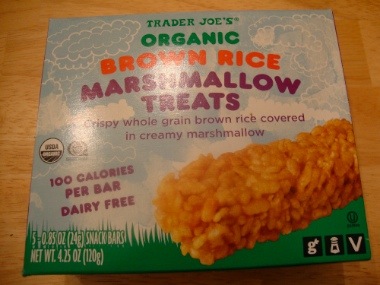 TRADER JOE'S®
ORGANIC
BROWN RICE
MARSHMALLOW
TREATS
Crispy whole grain brown rice covered
in creamy marshmallow
USDA
ORGANIC
100 CALORIES
PER BAR
DAIRY FREE
5 - 0.85 OZ (24g) SNACK BARS
NET WT. 4.25 OZ (120g)
g
V